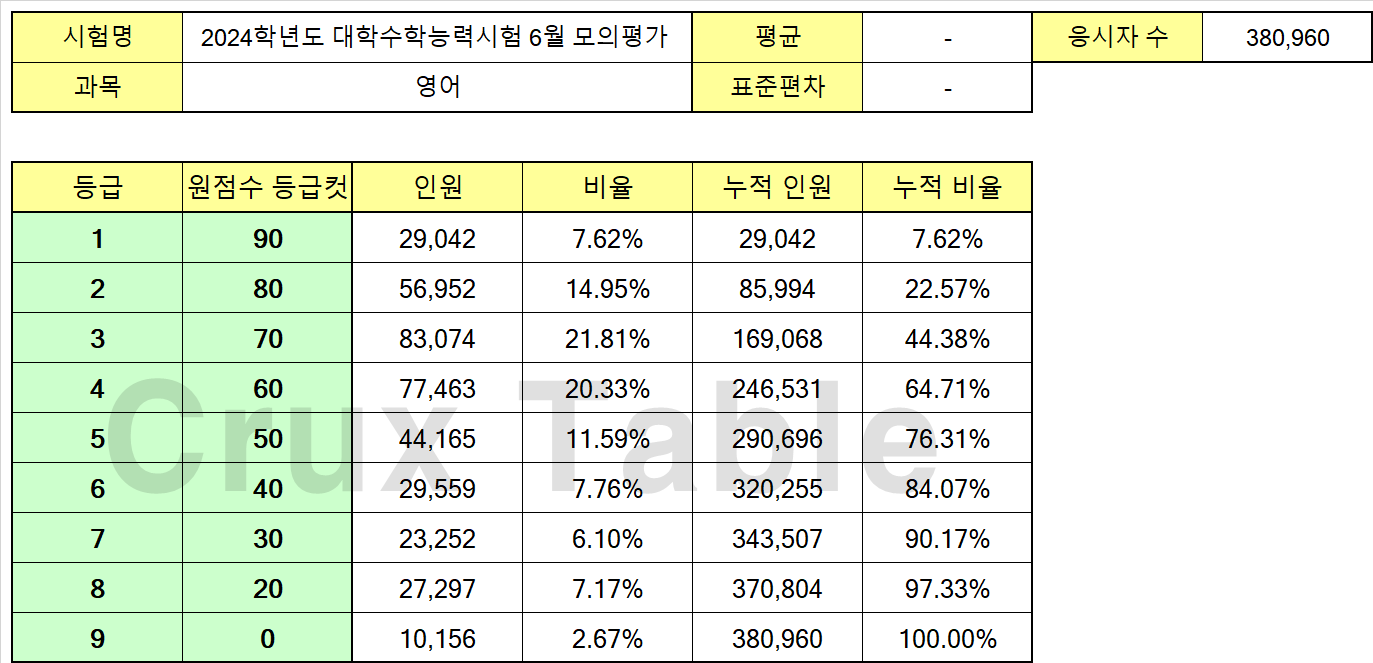 시험명 2024학년도 대학수학능력시험 6월 모의평가 평균 - 응시자 수 380,960
과목 영어 표준편차 -
등급 원점수 등급컷 인원 비율 누적 인원 누적 비율
1 90 29,042 7.62% 29,042 7.62%
2 80 56,952 14.95% 85,994 22.57%
3 70 83,074 21.81% 169,068 44.38%
4 60 77,463 20.33% 246,531 64.71%
5 50 44,165 11.59% 290,696 76.31%
6 40 29,559 7.76% 320,255 84.07%
7 30 23,252 6.10% 343,507 90.17%
8 20 27,297 7.17% 370,804 97.33%
9 0 10,156 2.67% 380,960 100.00%
Crux Table